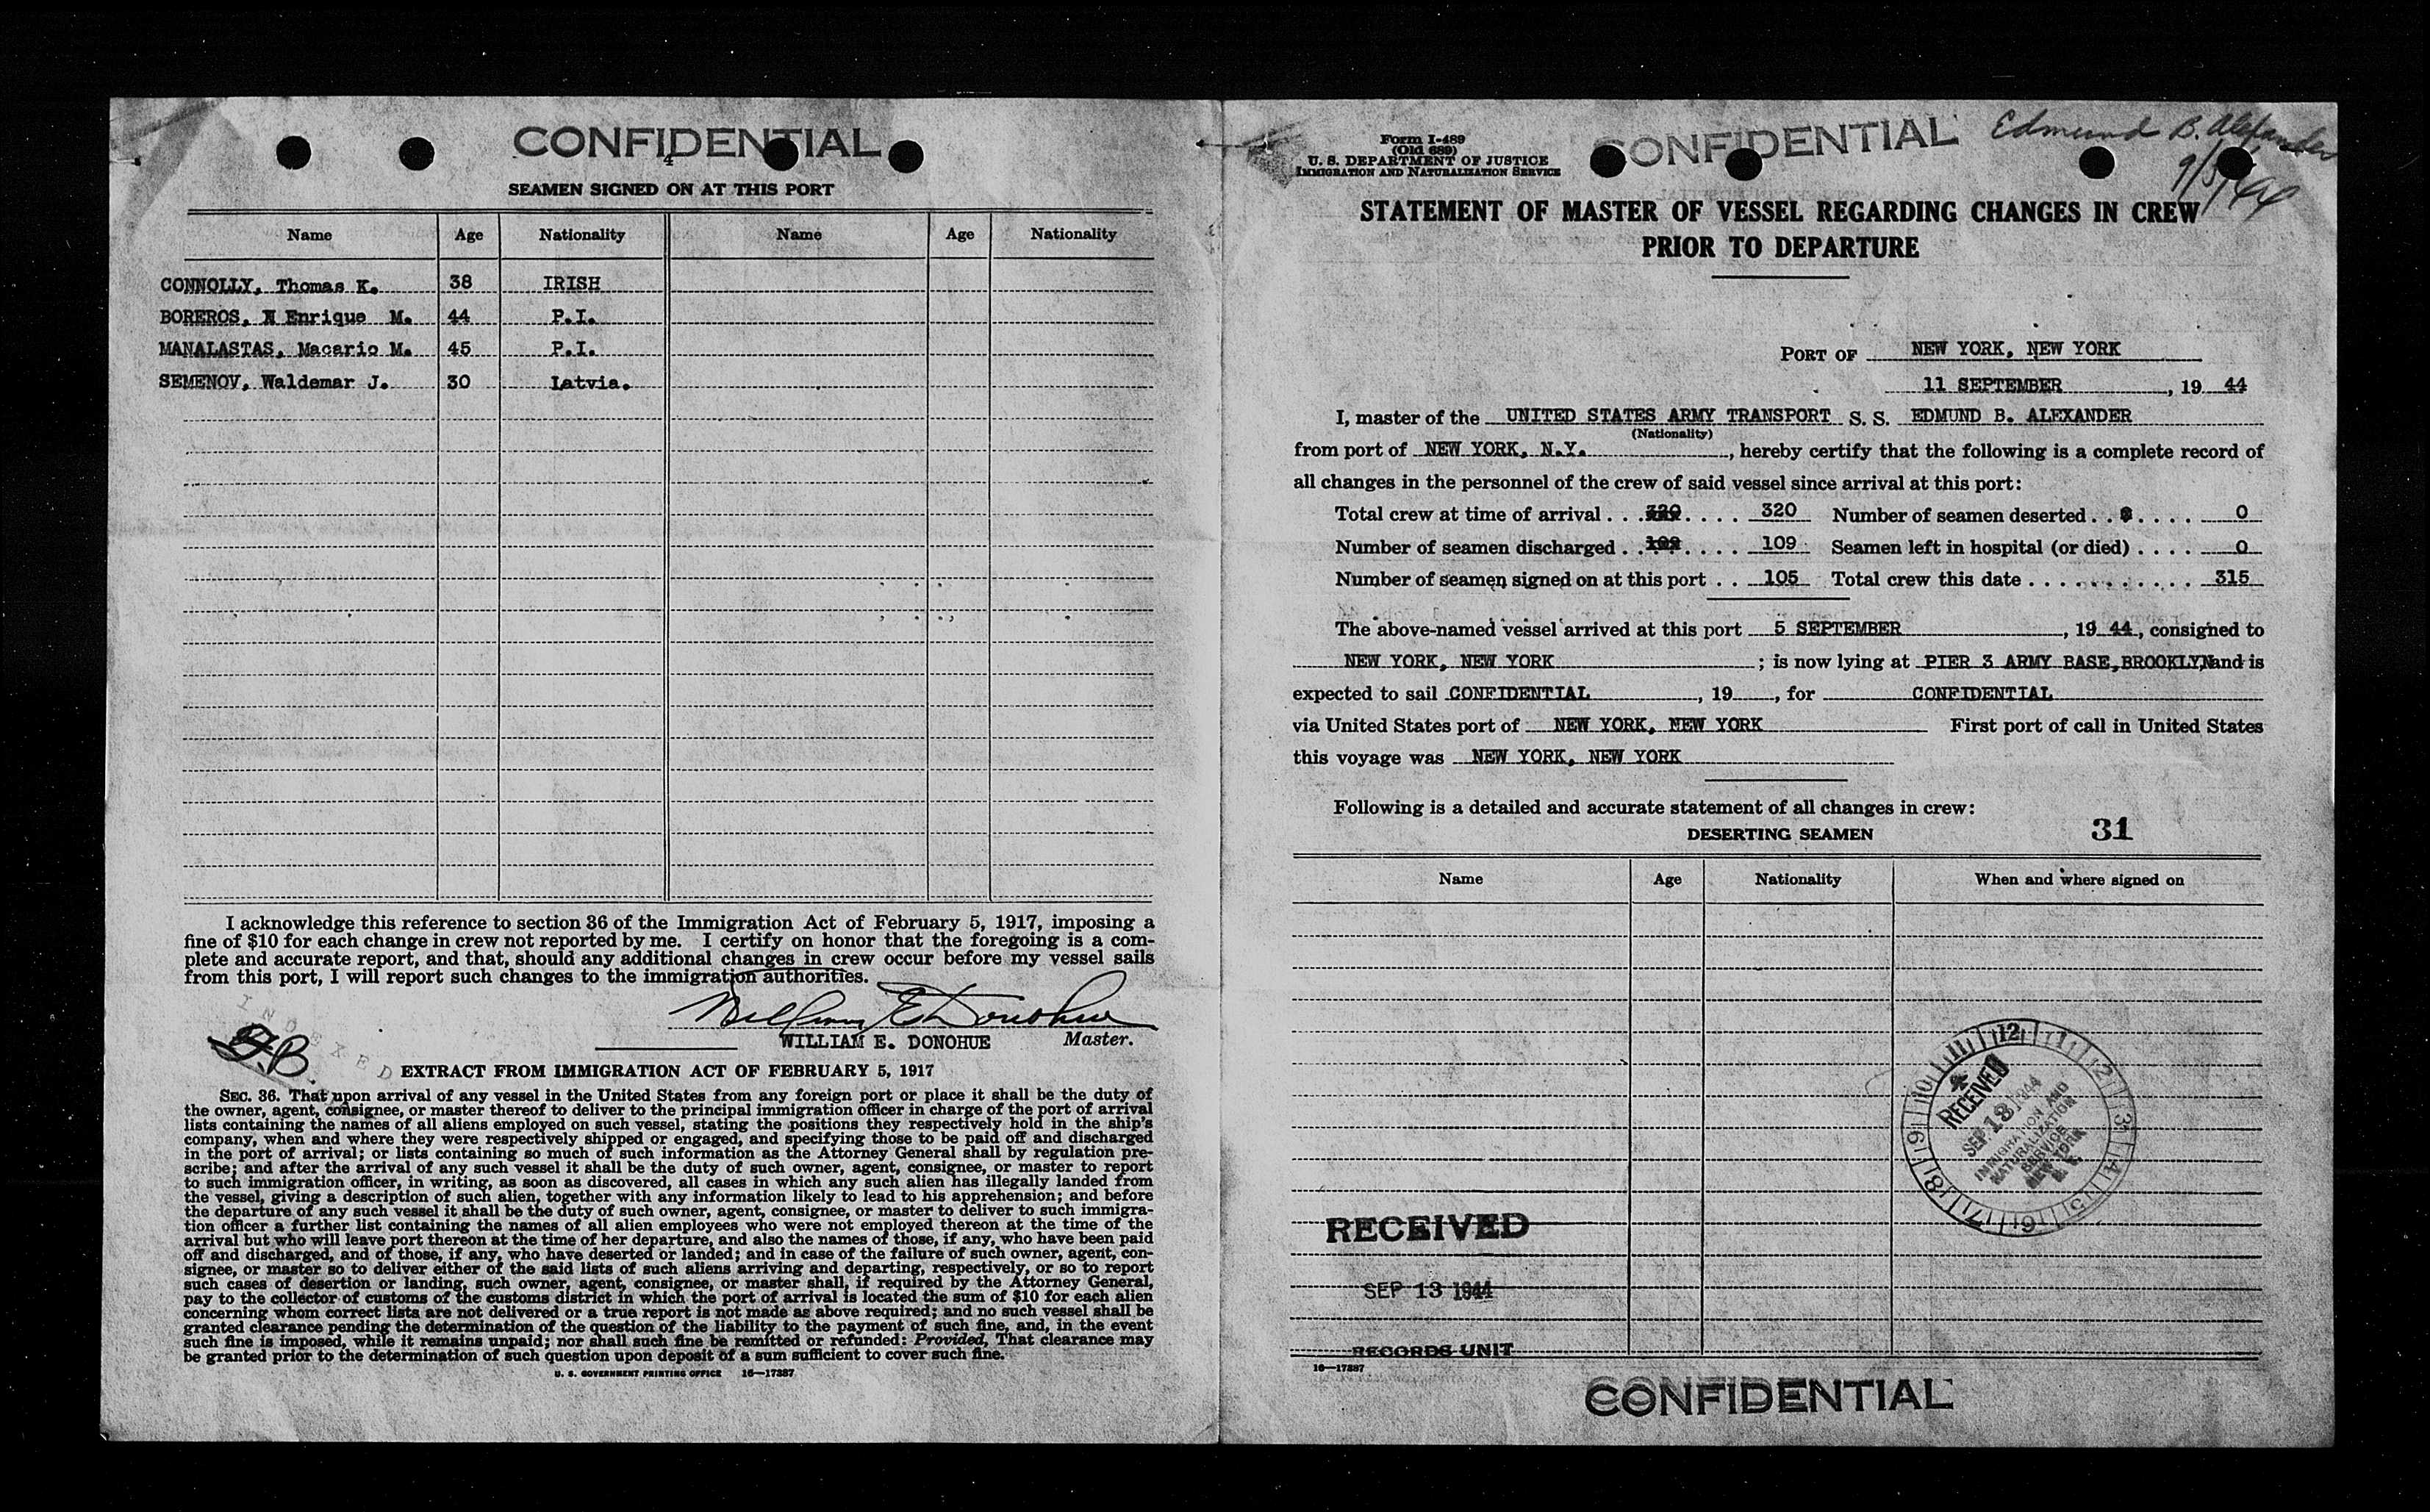 CONFIDENTIAL
4
SEAMEN SIGNED ON AT THIS PORT
Name Age Nationality Name Age Nationality
CONNOLLY, Thomas K. 38 IRISH
BOREROS, X Enrique M. 44 P.I.
MANALASTAS, Macario M. 45 P.I.
SEMENOV, Waldemar J. 30 Latvia.
I acknowledge this reference to section 36 of the Immigration Act of February 5, 1917, imposing a
fine of $10 for each change in crew not reported by me. I certify on honor that the foregoing is a com-
plete and accurate report, and that, should any additional changes in crew occur before my vessel sails
from this port, I will report such changes to the immigration authorities.
William E Donohue
WILLIAM E. DONOHUE Master.
INDEXED
EXTRACT FROM IMMIGRATION ACT OF FEBRUARY 5, 1917
SEC. 36. That upon arrival of any vessel in the United States from any foreign port or place it shall be the duty of
the owner, agent, consignee, or master thereof to deliver to the principal immigration officer in charge of the port of arrival
lists containing the names of all aliens employed on such vessel, stating the positions they respectively hold in the ship's
company, when and where they were respectively shipped or engaged, and specifying those to be paid off and discharged
in the port of arrival; or lists containing so much of such information as the Attorney General shall by regulation pre-
scribe; and after the arrival of any such vessel it shall be the duty of such owner, agent, consignee, or master to report
to such immigration officer, in writing, as soon as discovered, all cases in which any such alien has illegally landed from
the vessel, giving a description of such alien, together with any information likely to lead to his apprehension; and before
the departure of any such vessel it shall be the duty of such owner, agent, consignee, or master to deliver to such immigra-
tion officer a further list containing the names of all alien employees who were not employed thereon at the time of the
arrival but who will leave port thereon at the time of her departure, and also the names of those, if any, who have been paid
off and discharged, and of those, if any, who have deserted or landed; and in case of the failure of such owner, agent, con-
signee, or master so to deliver either of the said lists of such aliens arriving and departing, respectively, or so to report
such cases of desertion or landing, such owner, agent, consignee, or master shall, if required by the Attorney General,
pay to the collector of customs of the customs district in which the port of arrival is located the sum of $10 for each alien
concerning whom correct lists are not delivered or a true report is not made as above required; and no such vessel shall be
granted clearance pending the determination of the question of the liability to the payment of such fine, and, in the event
such fine is imposed, while it remains unpaid; nor shall such fine be remitted or refunded: Provided, That clearance may
be granted prior to the determination of such question upon deposit of a sum sufficient to cover such fine.
U. S. GOVERNMENT PRINTING OFFICE 16—17387
Form I-489
(Old 689)
U. S. DEPARTMENT OF JUSTICE
IMMIGRATION AND NATURALIZATION SERVICE
CONFIDENTIAL
Edmund B. Alexander
9/5/44
STATEMENT OF MASTER OF VESSEL REGARDING CHANGES IN CREW
PRIOR TO DEPARTURE
PORT OF NEW YORK, NEW YORK
11 SEPTEMBER, 19 44
I, master of the UNITED STATES ARMY TRANSPORT S. S. EDMUND B. ALEXANDER
(Nationality)
from port of NEW YORK, N.Y., hereby certify that the following is a complete record of
all changes in the personnel of the crew of said vessel since arrival at this port:
Total crew at time of arrival . . . 320 . . . . 320 Number of seamen deserted . . . . . . . 0
Number of seamen discharged . . 109 . . . . 109 Seamen left in hospital (or died) . . . . 0
Number of seamen signed on at this port . . 105 Total crew this date . . . . . . . . . . . 315
The above-named vessel arrived at this port 5 SEPTEMBER, 19 44, consigned to
NEW YORK, NEW YORK ; is now lying at PIER 3 ARMY BASE, BROOKLYN, and is
expected to sail CONFIDENTIAL, 19 , for CONFIDENTIAL
via United States port of NEW YORK, NEW YORK First port of call in United States
this voyage was NEW YORK, NEW YORK
Following is a detailed and accurate statement of all changes in crew:
DESERTING SEAMEN 31
Name Age Nationality When and where signed on
12 1 2 3 4 5 6 7 8 9 10 11
RECEIVED
SEP 13 1944
IMMIGRATION AND
NATURALIZATION
SERVICE
NEW YORK
N. Y.
RECEIVED
SEP 13 1944
RECORDS UNIT
16—17387
CONFIDENTIAL